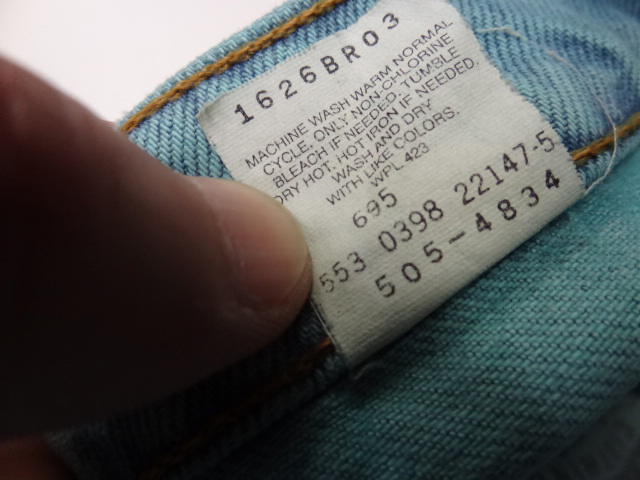 1626BR03
MACHINE WASH WARM NORMAL
CYCLE, ONLY NON-CHLORINE
BLEACH IF NEEDED. TUMBLE
DRY HOT, HOT IRON IF NEEDED.
WASH AND DRY
WITH LIKE COLORS.
WPL 423
695
553 0398 22147-5
505-4834